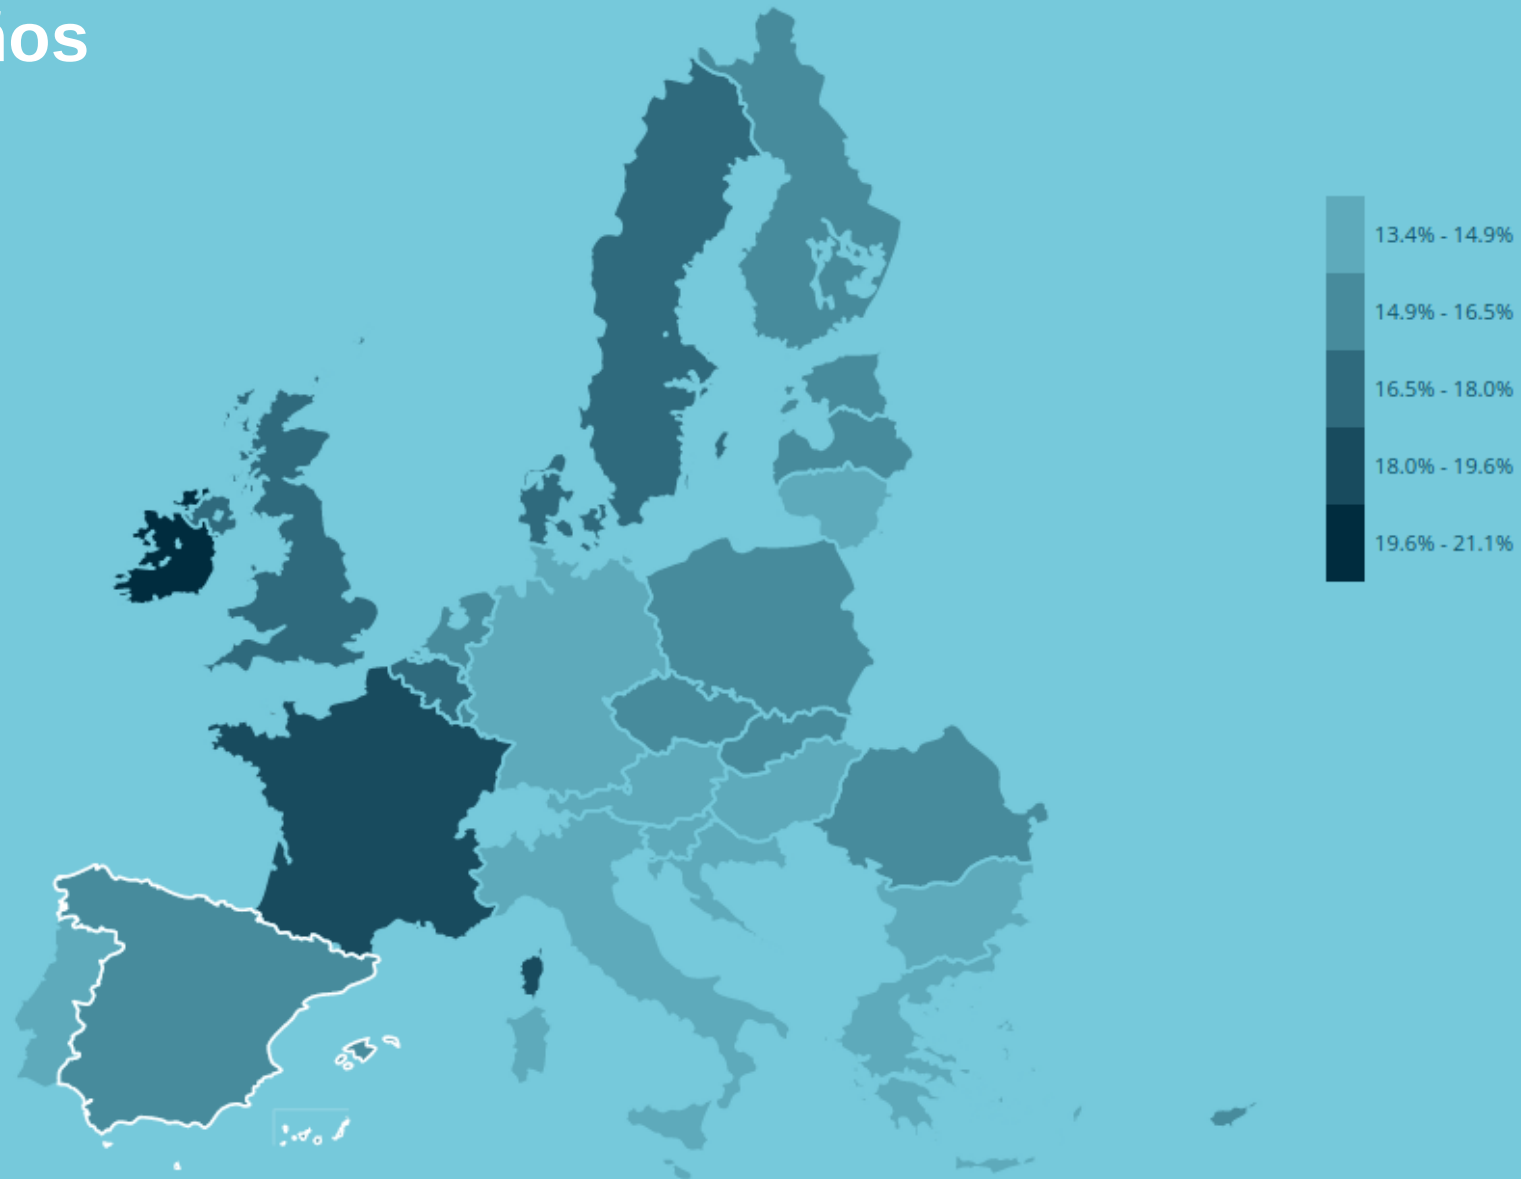 ños
13.4% - 14.9%
14.9% - 16.5%
16.5% - 18.0%
18.0% - 19.6%
19.6% - 21.1%